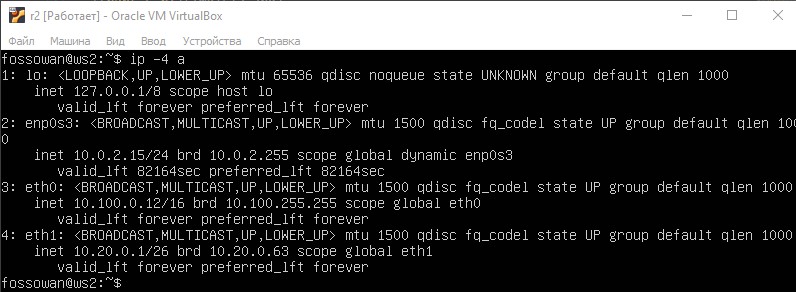 r2 [Работает] - Oracle VM VirtualBox
Файл Машина Вид Ввод Устройства Справка
fossowan@ws2:~$ ip -4 a
1: lo: <LOOPBACK,UP,LOWER_UP> mtu 65536 qdisc noqueue state UNKNOWN group default qlen 1000
    inet 127.0.0.1/8 scope host lo
       valid_lft forever preferred_lft forever
2: enp0s3: <BROADCAST,MULTICAST,UP,LOWER_UP> mtu 1500 qdisc fq_codel state UP group default qlen 100
0
    inet 10.0.2.15/24 brd 10.0.2.255 scope global dynamic enp0s3
       valid_lft 82164sec preferred_lft 82164sec
3: eth0: <BROADCAST,MULTICAST,UP,LOWER_UP> mtu 1500 qdisc fq_codel state UP group default qlen 1000
    inet 10.100.0.12/16 brd 10.100.255.255 scope global eth0
       valid_lft forever preferred_lft forever
4: eth1: <BROADCAST,MULTICAST,UP,LOWER_UP> mtu 1500 qdisc fq_codel state UP group default qlen 1000
    inet 10.20.0.1/26 brd 10.20.0.63 scope global eth1
       valid_lft forever preferred_lft forever
fossowan@ws2:~$